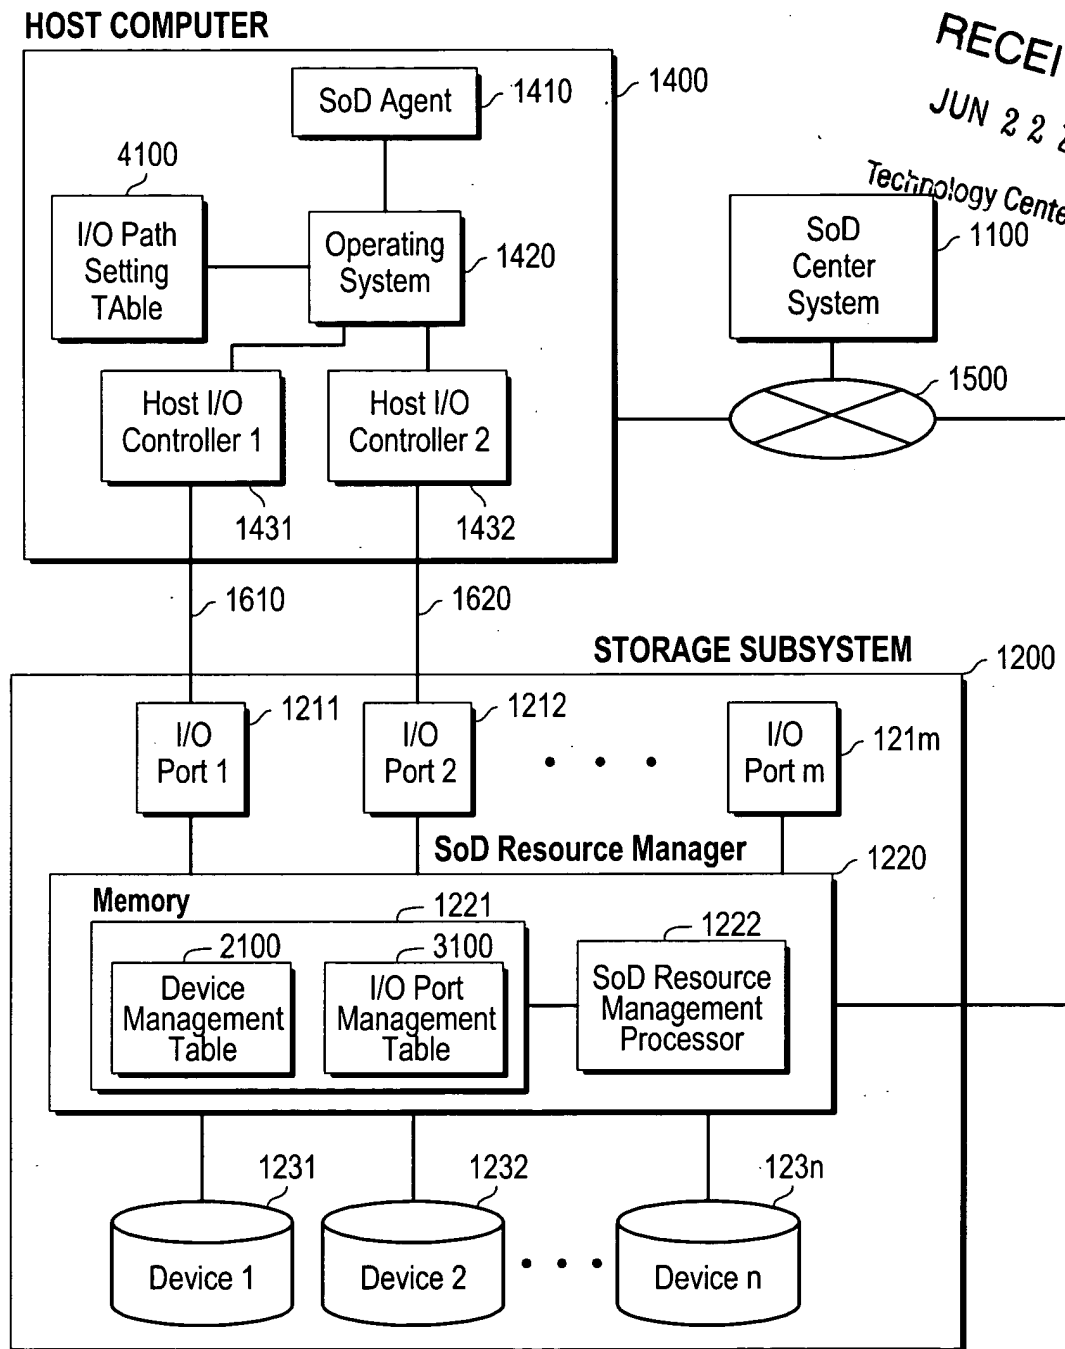 HOST COMPUTER
RECEI
JUN 2 2 2
Technology Cente
1400
SoD Agent
1410
4100
I/O Path
Setting
TAble
Operating
System
1420
SoD
Center
System
1100
Host I/O
Controller 1
1431
Host I/O
Controller 2
1432
1500
1610
1620
STORAGE SUBSYSTEM
1200
I/O
Port 1
1211
I/O
Port 2
1212
I/O
Port m
121m
SoD Resource Manager
1220
Memory
1221
2100
Device
Management
Table
3100
I/O Port
Management
Table
1222
SoD Resource
Management
Processor
1231
Device 1
1232
Device 2
123n
Device n